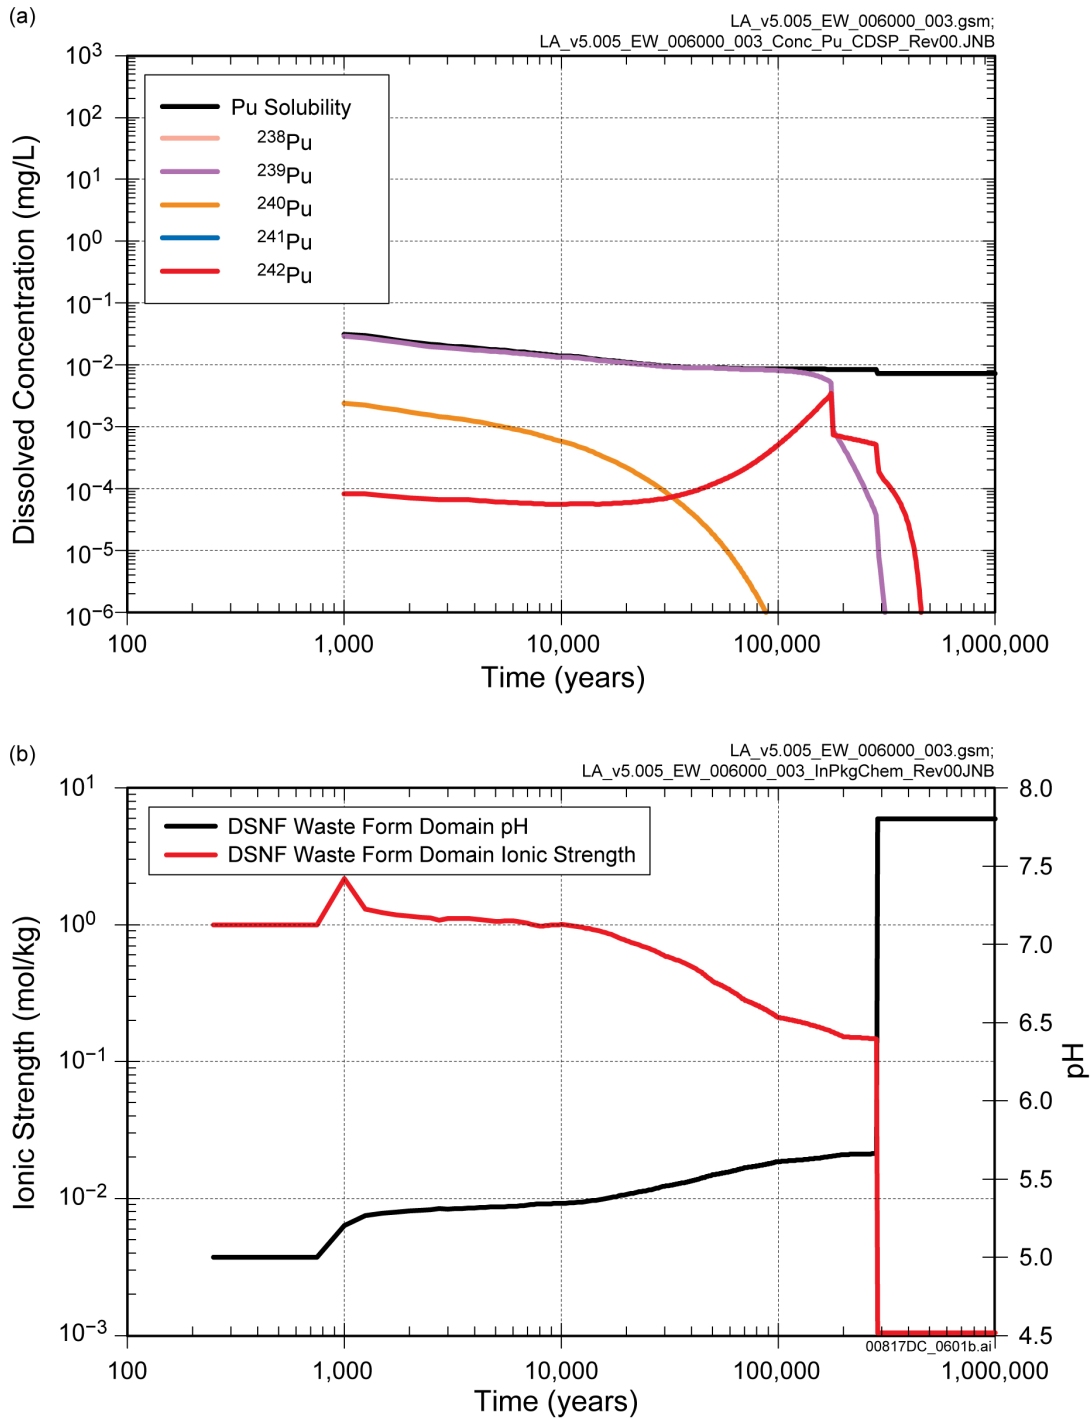 (a)
LA_v5.005_EW_006000_003.gsm;
LA_v5.005_EW_006000_003_Conc_Pu_CDSP_Rev00.JNB
Dissolved Concentration (mg/L)
10³
10²
10¹
10⁰
10⁻¹
10⁻²
10⁻³
10⁻⁴
10⁻⁵
10⁻⁶
Pu Solubility
²³⁸Pu
²³⁹Pu
²⁴⁰Pu
²⁴¹Pu
²⁴²Pu
100 1,000 10,000 100,000 1,000,000
Time (years)
(b)
LA_v5.005_EW_006000_003.gsm;
LA_v5.005_EW_006000_003_InPkgChem_Rev00JNB
Ionic Strength (mol/kg)
10¹
10⁰
10⁻¹
10⁻²
10⁻³
DSNF Waste Form Domain pH
DSNF Waste Form Domain Ionic Strength
8.0
7.5
7.0
6.5
6.0
5.5
5.0
4.5
pH
00817DC_0601b.ai
100 1,000 10,000 100,000 1,000,000
Time (years)